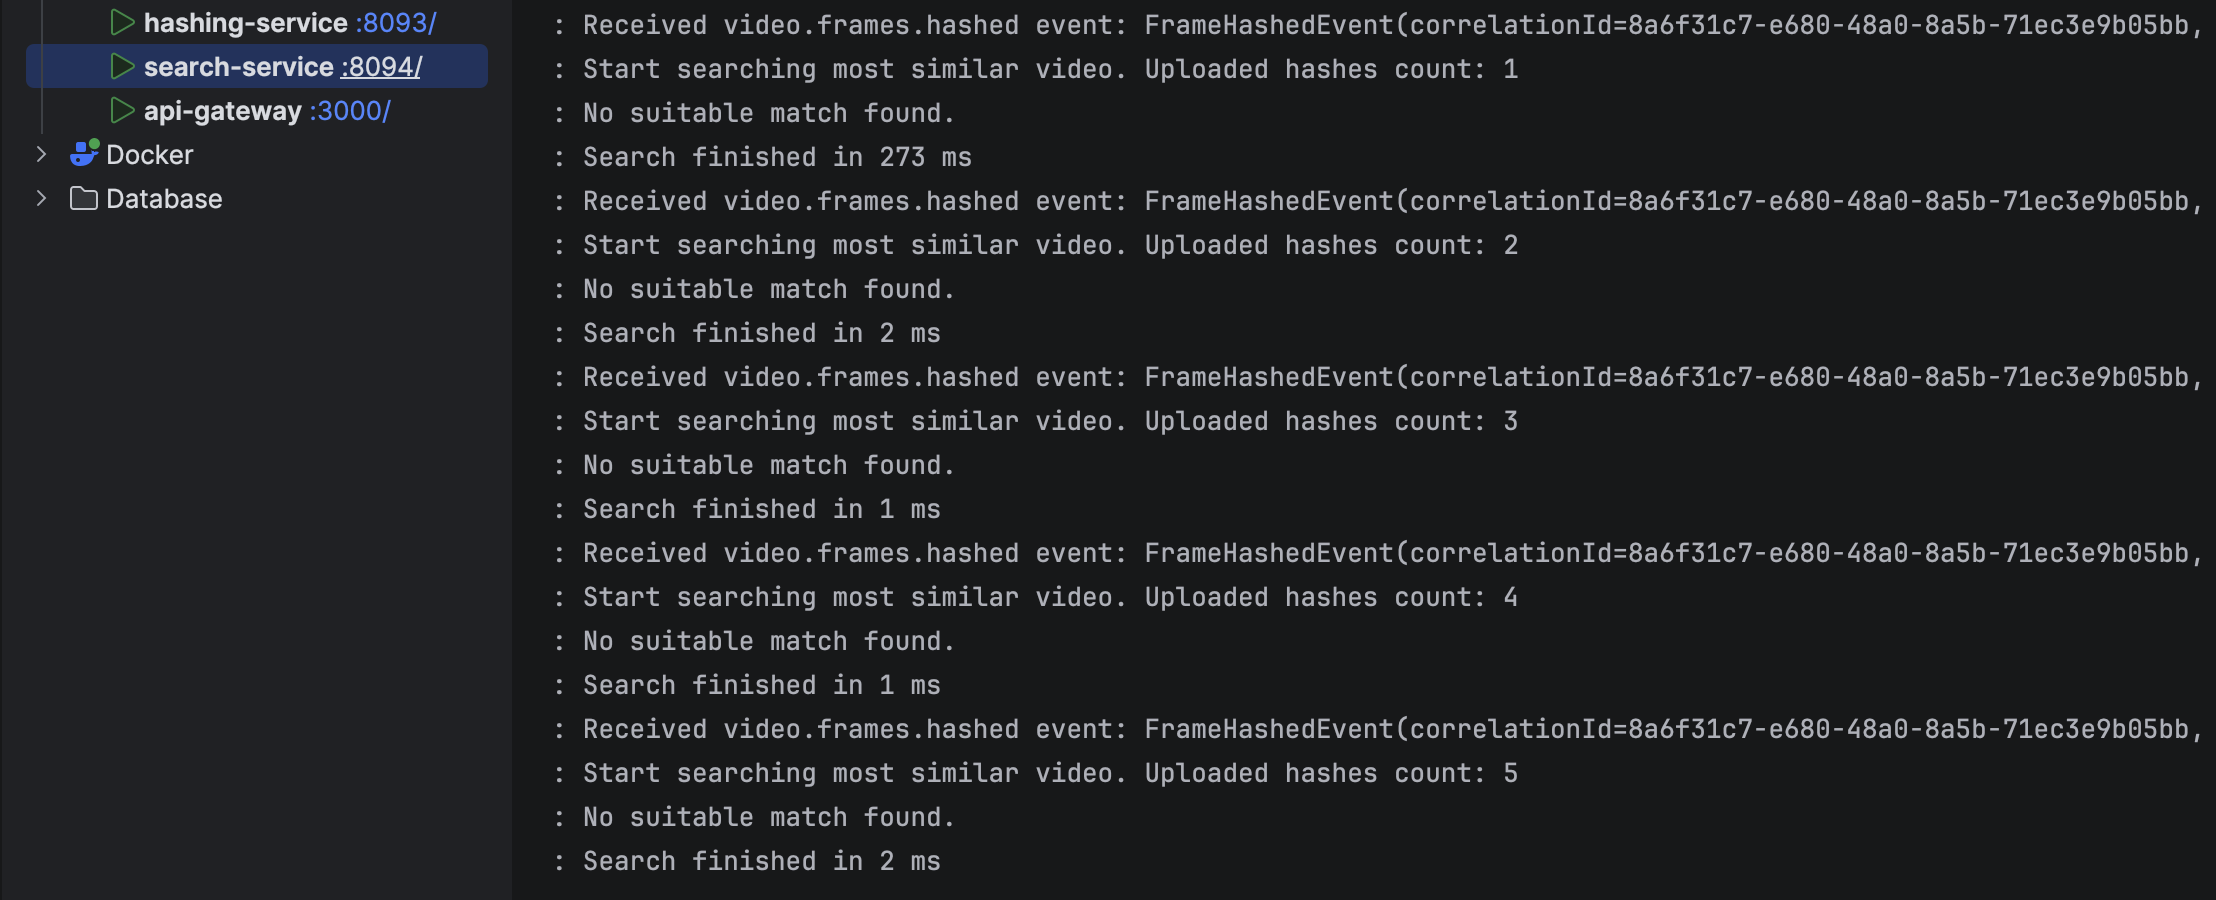 hashing-service :8093/
search-service :8094/
api-gateway :3000/
Docker
Database
: Received video.frames.hashed event: FrameHashedEvent(correlationId=8a6f31c7-e680-48a0-8a5b-71ec3e9b05bb,
: Start searching most similar video. Uploaded hashes count: 1
: No suitable match found.
: Search finished in 273 ms
: Received video.frames.hashed event: FrameHashedEvent(correlationId=8a6f31c7-e680-48a0-8a5b-71ec3e9b05bb,
: Start searching most similar video. Uploaded hashes count: 2
: No suitable match found.
: Search finished in 2 ms
: Received video.frames.hashed event: FrameHashedEvent(correlationId=8a6f31c7-e680-48a0-8a5b-71ec3e9b05bb,
: Start searching most similar video. Uploaded hashes count: 3
: No suitable match found.
: Search finished in 1 ms
: Received video.frames.hashed event: FrameHashedEvent(correlationId=8a6f31c7-e680-48a0-8a5b-71ec3e9b05bb,
: Start searching most similar video. Uploaded hashes count: 4
: No suitable match found.
: Search finished in 1 ms
: Received video.frames.hashed event: FrameHashedEvent(correlationId=8a6f31c7-e680-48a0-8a5b-71ec3e9b05bb,
: Start searching most similar video. Uploaded hashes count: 5
: No suitable match found.
: Search finished in 2 ms